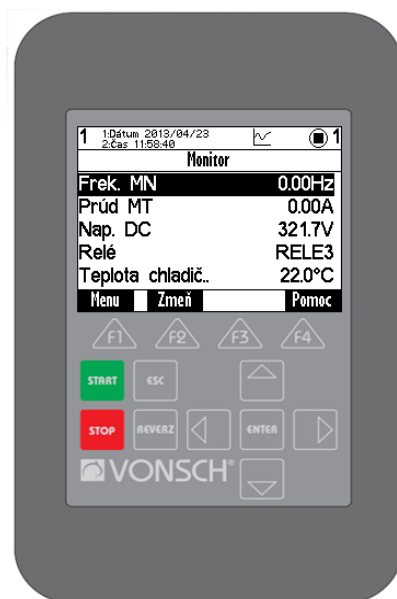 1 1:Dátum 2013/04/23 1
2:Čas 11:58:40
Monitor
Frek. MN 0.00Hz
Prúd MT 0.00A
Nap. DC 321.7V
Relé RELE3
Teplota chladič.. 22.0°C
Menu Zmeň Pomoc
F1 F2 F3 F4
START ESC
STOP REVERZ ENTER
VONSCH®